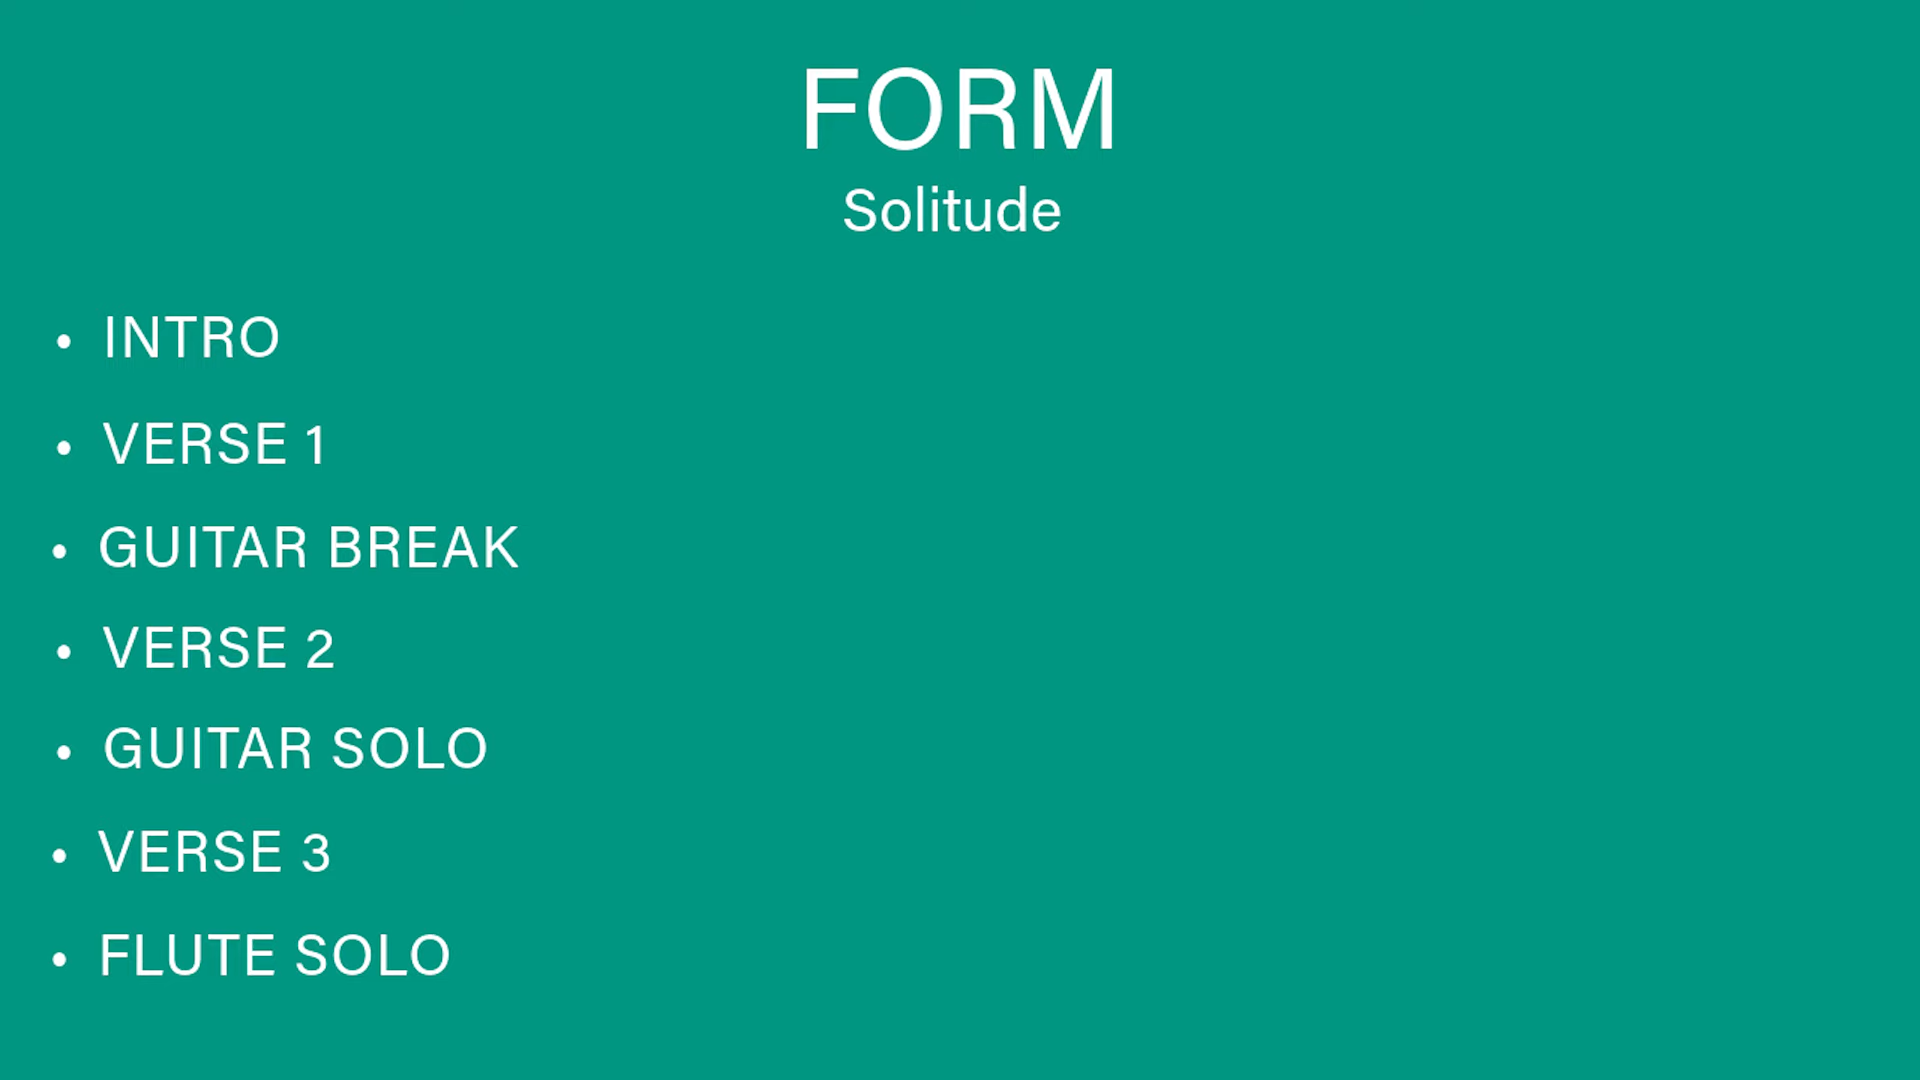 FORM
Solitude
• INTRO
• VERSE 1
• GUITAR BREAK
• VERSE 2
• GUITAR SOLO
• VERSE 3
• FLUTE SOLO